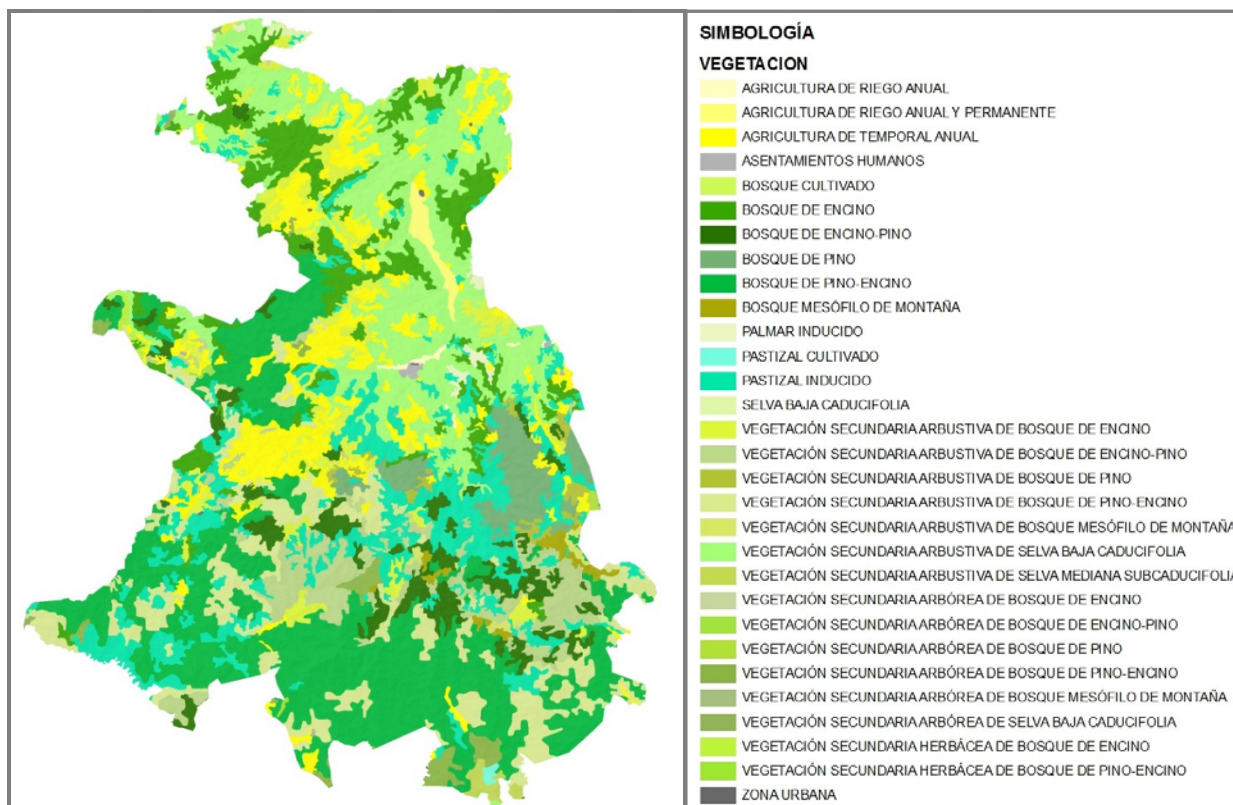 SIMBOLOGÍA
VEGETACION
AGRICULTURA DE RIEGO ANUAL
AGRICULTURA DE RIEGO ANUAL Y PERMANENTE
AGRICULTURA DE TEMPORAL ANUAL
ASENTAMIENTOS HUMANOS
BOSQUE CULTIVADO
BOSQUE DE ENCINO
BOSQUE DE ENCINO-PINO
BOSQUE DE PINO
BOSQUE DE PINO-ENCINO
BOSQUE MESÓFILO DE MONTAÑA
PALMAR INDUCIDO
PASTIZAL CULTIVADO
PASTIZAL INDUCIDO
SELVA BAJA CADUCIFOLIA
VEGETACIÓN SECUNDARIA ARBUSTIVA DE BOSQUE DE ENCINO
VEGETACIÓN SECUNDARIA ARBUSTIVA DE BOSQUE DE ENCINO-PINO
VEGETACIÓN SECUNDARIA ARBUSTIVA DE BOSQUE DE PINO
VEGETACIÓN SECUNDARIA ARBUSTIVA DE BOSQUE DE PINO-ENCINO
VEGETACIÓN SECUNDARIA ARBUSTIVA DE BOSQUE MESÓFILO DE MONTAÑA
VEGETACIÓN SECUNDARIA ARBUSTIVA DE SELVA BAJA CADUCIFOLIA
VEGETACIÓN SECUNDARIA ARBUSTIVA DE SELVA MEDIANA SUBCADUCIFOLIA
VEGETACIÓN SECUNDARIA ARBÓREA DE BOSQUE DE ENCINO
VEGETACIÓN SECUNDARIA ARBÓREA DE BOSQUE DE ENCINO-PINO
VEGETACIÓN SECUNDARIA ARBÓREA DE BOSQUE DE PINO
VEGETACIÓN SECUNDARIA ARBÓREA DE BOSQUE DE PINO-ENCINO
VEGETACIÓN SECUNDARIA ARBÓREA DE BOSQUE MESÓFILO DE MONTAÑA
VEGETACIÓN SECUNDARIA ARBÓREA DE SELVA BAJA CADUCIFOLIA
VEGETACIÓN SECUNDARIA HERBÁCEA DE BOSQUE DE ENCINO
VEGETACIÓN SECUNDARIA HERBÁCEA DE BOSQUE DE PINO-ENCINO
ZONA URBANA